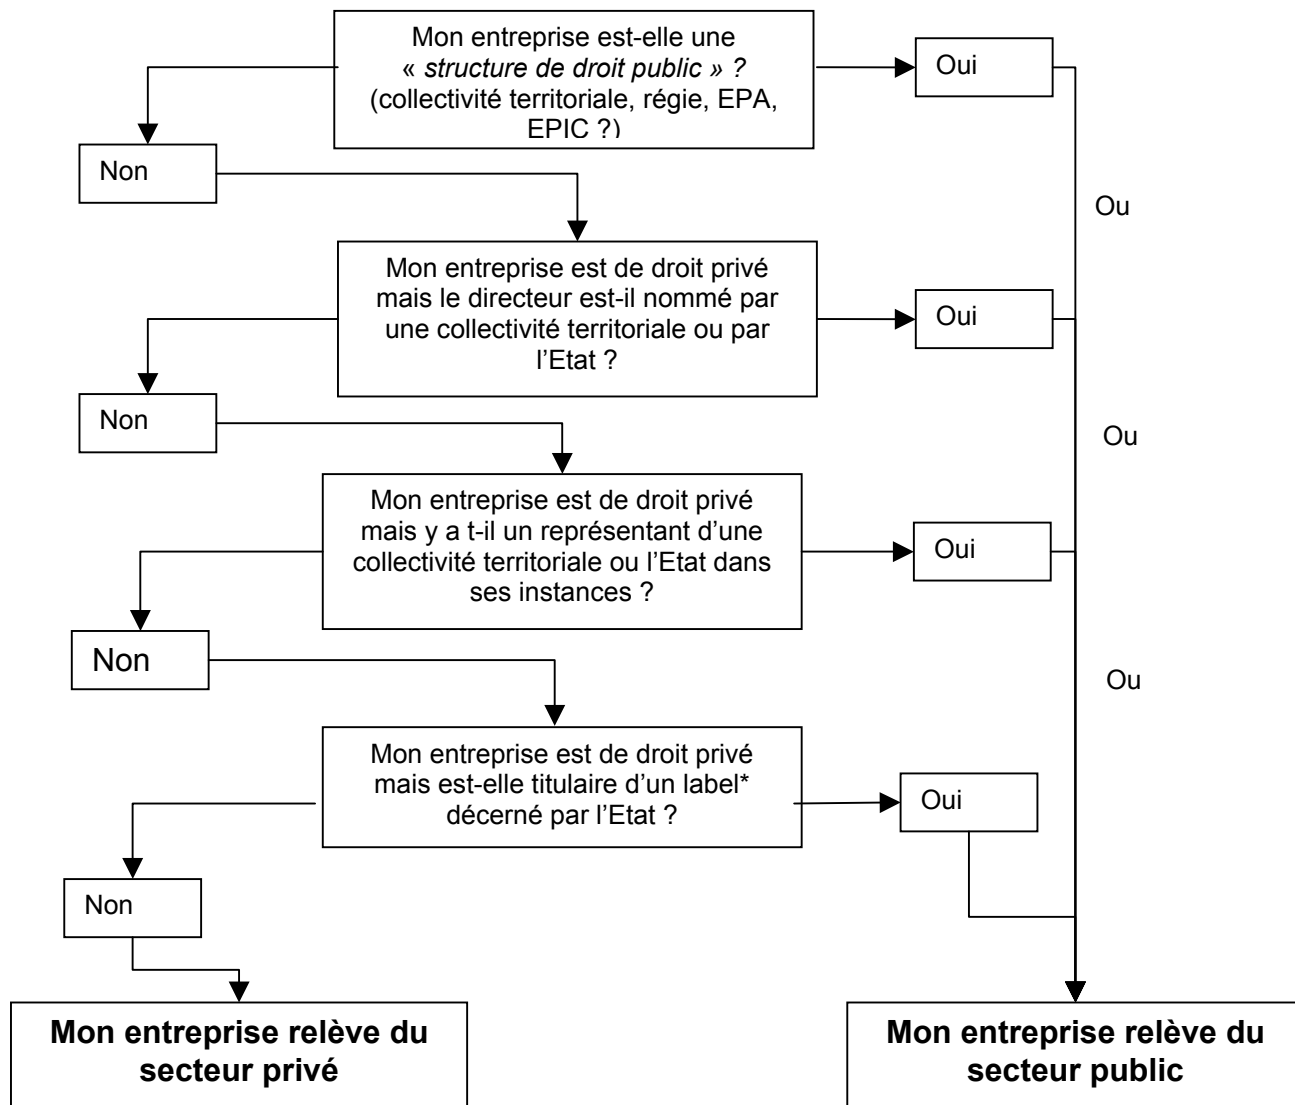 Mon entreprise est-elle une
« structure de droit public » ?
(collectivité territoriale, régie, EPA,
EPIC ?)
Oui
Non
Ou
Mon entreprise est de droit privé
mais le directeur est-il nommé par
une collectivité territoriale ou par
l’Etat ?
Oui
Non
Ou
Mon entreprise est de droit privé
mais y a t-il un représentant d’une
collectivité territoriale ou l’Etat dans
ses instances ?
Oui
Non
Ou
Mon entreprise est de droit privé
mais est-elle titulaire d’un label*
décerné par l’Etat ?
Oui
Non
Mon entreprise relève du
secteur privé
Mon entreprise relève du
secteur public